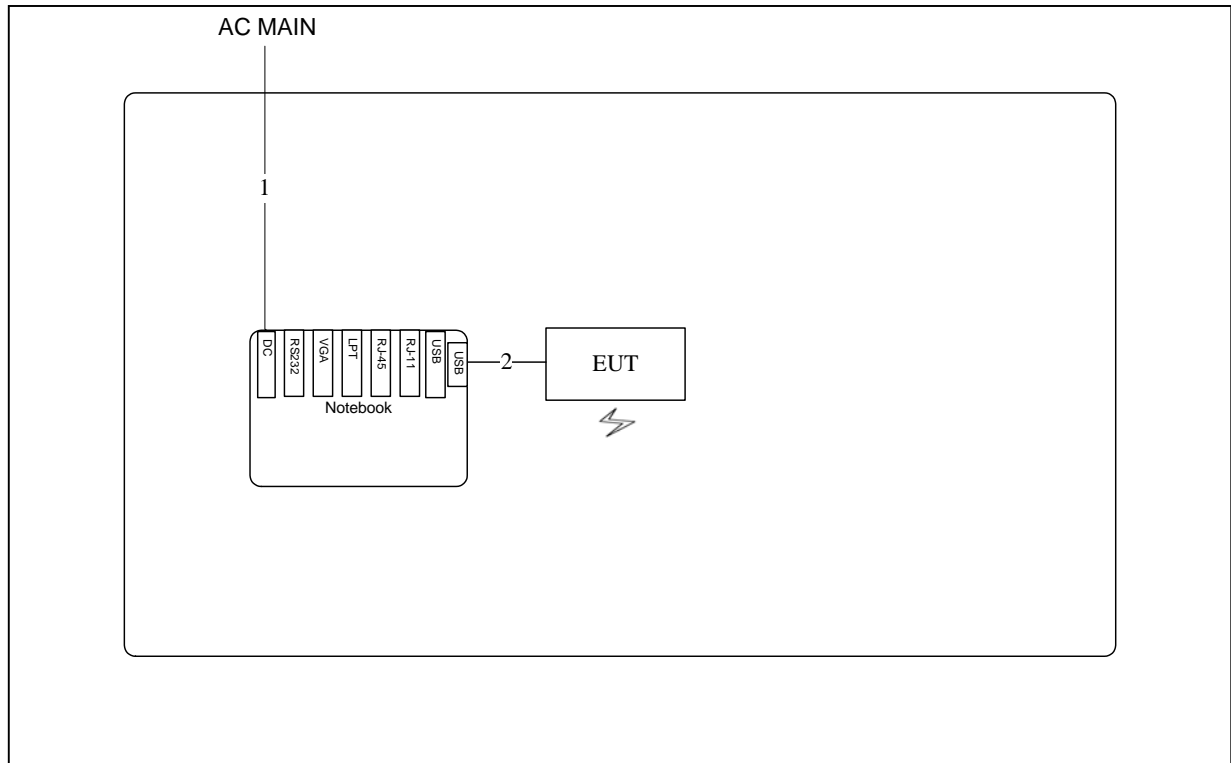 AC MAIN
1
DC
RS232
VGA
LPT
RJ-45
RJ-11
USB
USB
2
EUT
Notebook